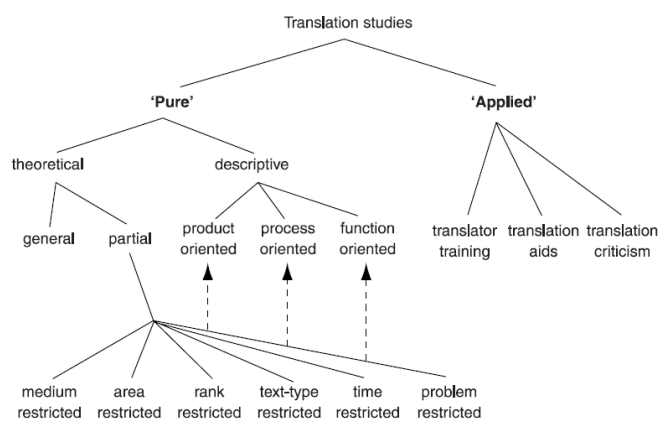 Translation studies
‘Pure’
‘Applied’
theoretical
descriptive
general
partial
product
oriented
process
oriented
function
oriented
translator
training
translation
aids
translation
criticism
medium
restricted
area
restricted
rank
restricted
text-type
restricted
time
restricted
problem
restricted